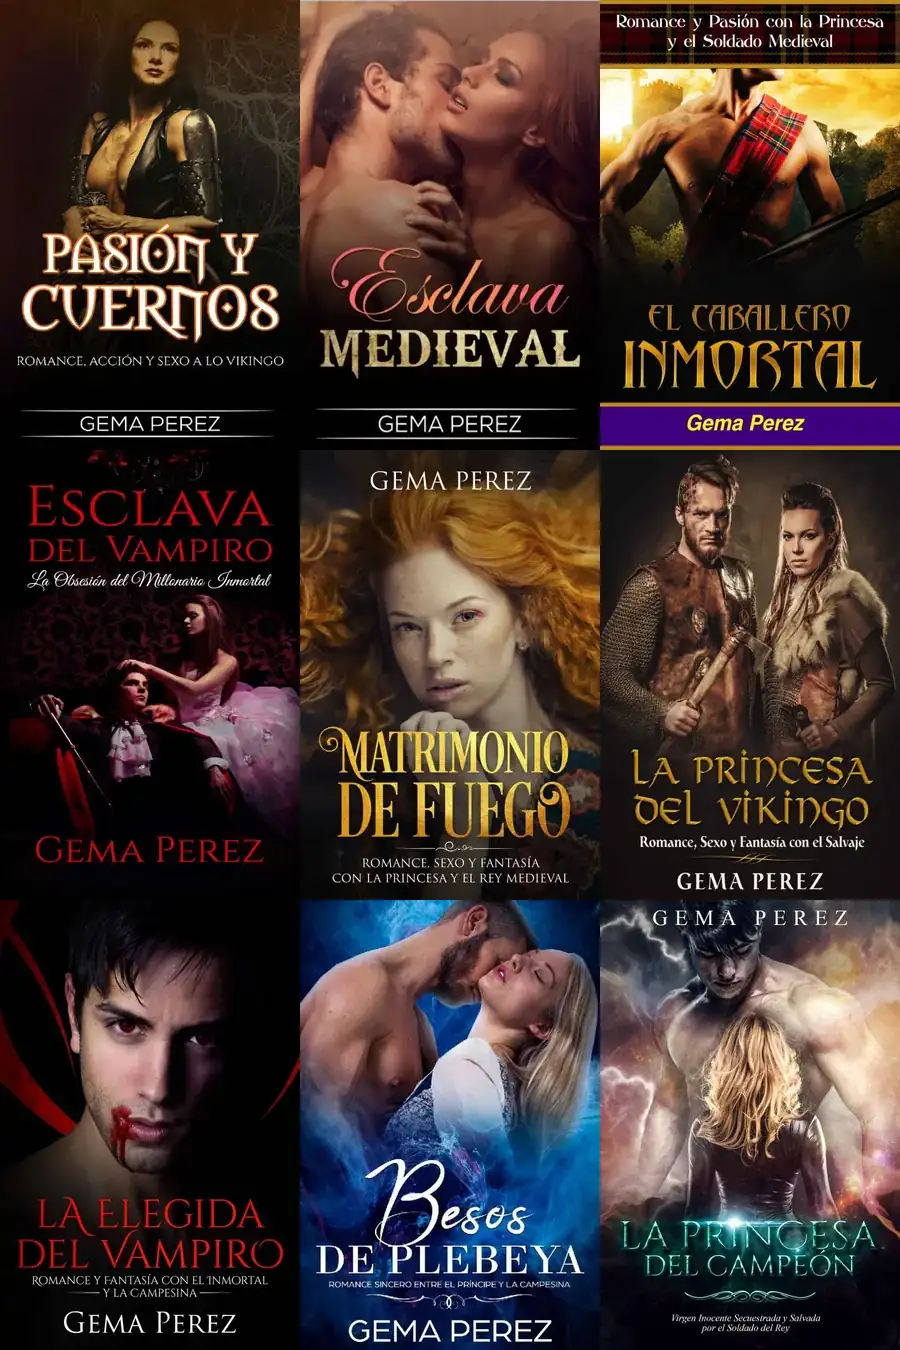 PASIÓN Y
CUERNOS
ROMANCE, ACCIÓN Y SEXO A LO VIKINGO
GEMA PEREZ
Esclava
MEDIEVAL
GEMA PEREZ
Romance y Pasión con la Princesa
y el Soldado Medieval
EL CABALLERO
INMORTAL
Gema Perez
ESCLAVA
DEL VAMPIRO
La Obsesión del Millonario Inmortal
GEMA PEREZ
GEMA PEREZ
MATRIMONIO
DE FUEGO
ROMANCE, SEXO Y FANTASÍA
CON LA PRINCESA Y EL REY MEDIEVAL
LA PRINCESA
DEL VIKINGO
Romance, Sexo y Fantasía con el Salvaje
GEMA PEREZ
LA ELEGIDA
DEL VAMPIRO
ROMANCE Y FANTASÍA CON EL INMORTAL
Y LA CAMPESINA
GEMA PEREZ
Besos
DE PLEBEYA
ROMANCE SINCERO ENTRE EL PRÍNCIPE Y LA CAMPESINA
GEMA PEREZ
GEMA PEREZ
LA PRINCESA
DEL CAMPEÓN
Virgen Inocente Secuestrada y Salvada
por el Soldado del Rey